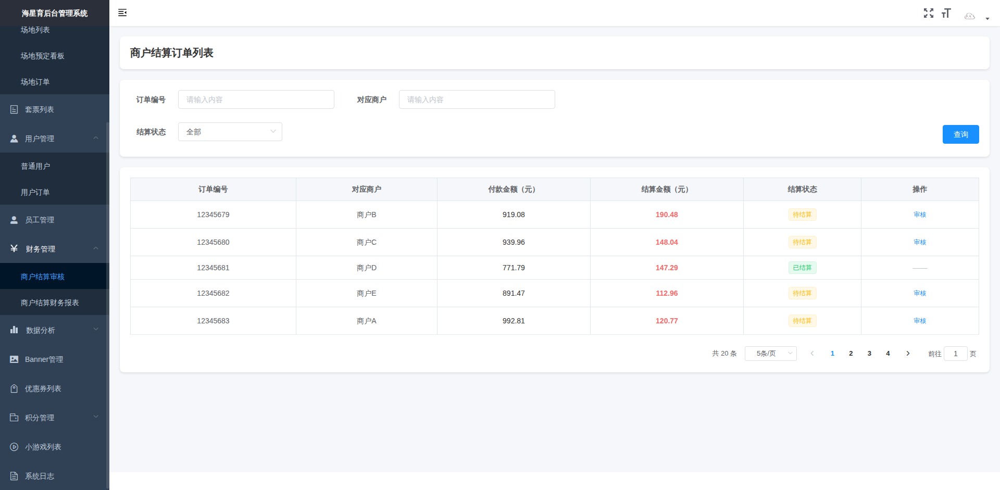 海星育后台管理系统
场地列表
场地预定看板
场地订单
套票列表
用户管理
普通用户
用户订单
员工管理
财务管理
商户结算审核
商户结算财务报表
数据分析
Banner管理
优惠券列表
积分管理
小游戏列表
系统日志
商户结算订单列表
订单编号 请输入内容 对应商户 请输入内容
结算状态 全部 查询
订单编号 对应商户 付款金额（元） 结算金额（元） 结算状态 操作
12345679 商户B 919.08 190.48 待结算 审核
12345680 商户C 939.96 148.04 待结算 审核
12345681 商户D 771.79 147.29 已结算 ——
12345682 商户E 891.47 112.96 待结算 审核
12345683 商户A 992.81 120.77 待结算 审核
共 20 条 5条/页 1 2 3 4 前往 1 页